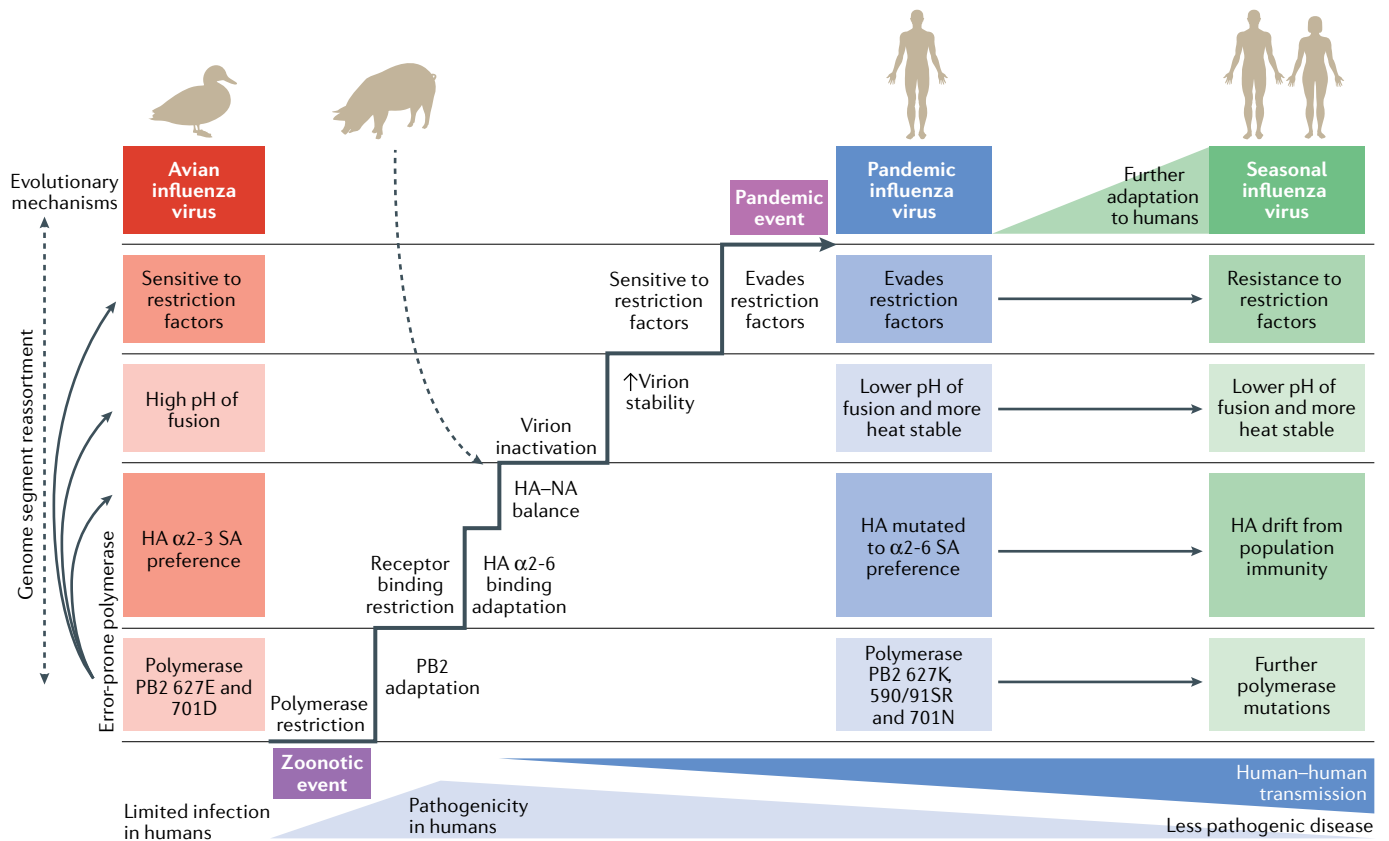 Evolutionary
mechanisms
Genome segment reassortment
Error-prone polymerase
Avian
influenza
virus
Sensitive to
restriction
factors
High pH of
fusion
HA α2-3 SA
preference
Polymerase
PB2 627E and
701D
Polymerase
restriction
Zoonotic
event
PB2
adaptation
Receptor
binding
restriction
HA α2-6
binding
adaptation
HA–NA
balance
Virion
inactivation
↑Virion
stability
Sensitive to
restriction
factors
Evades
restriction
factors
Pandemic
event
Pandemic
influenza
virus
Evades
restriction
factors
Lower pH of
fusion and more
heat stable
HA mutated
to α2-6 SA
preference
Polymerase
PB2 627K,
590/91SR
and 701N
Further
adaptation
to humans
Seasonal
influenza
virus
Resistance to
restriction
factors
Lower pH of
fusion and more
heat stable
HA drift from
population
immunity
Further
polymerase
mutations
Limited infection
in humans
Pathogenicity
in humans
Human–human
transmission
Less pathogenic disease